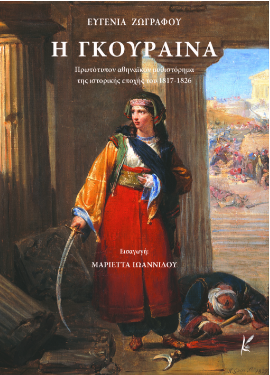 ΕΥΓΕΝΙΑ ΖΩΓΡΑΦΟΥ
Η ΓΚΟΥΡΑΙΝΑ
Πρωτότυπον αθηναϊκόν μυθιστόρημα
της ιστορικής εποχής του 1817-1826
Εισαγωγή:
ΜΑΡΙΕΤΤΑ ΙΩΑΝΝΙΔΟΥ